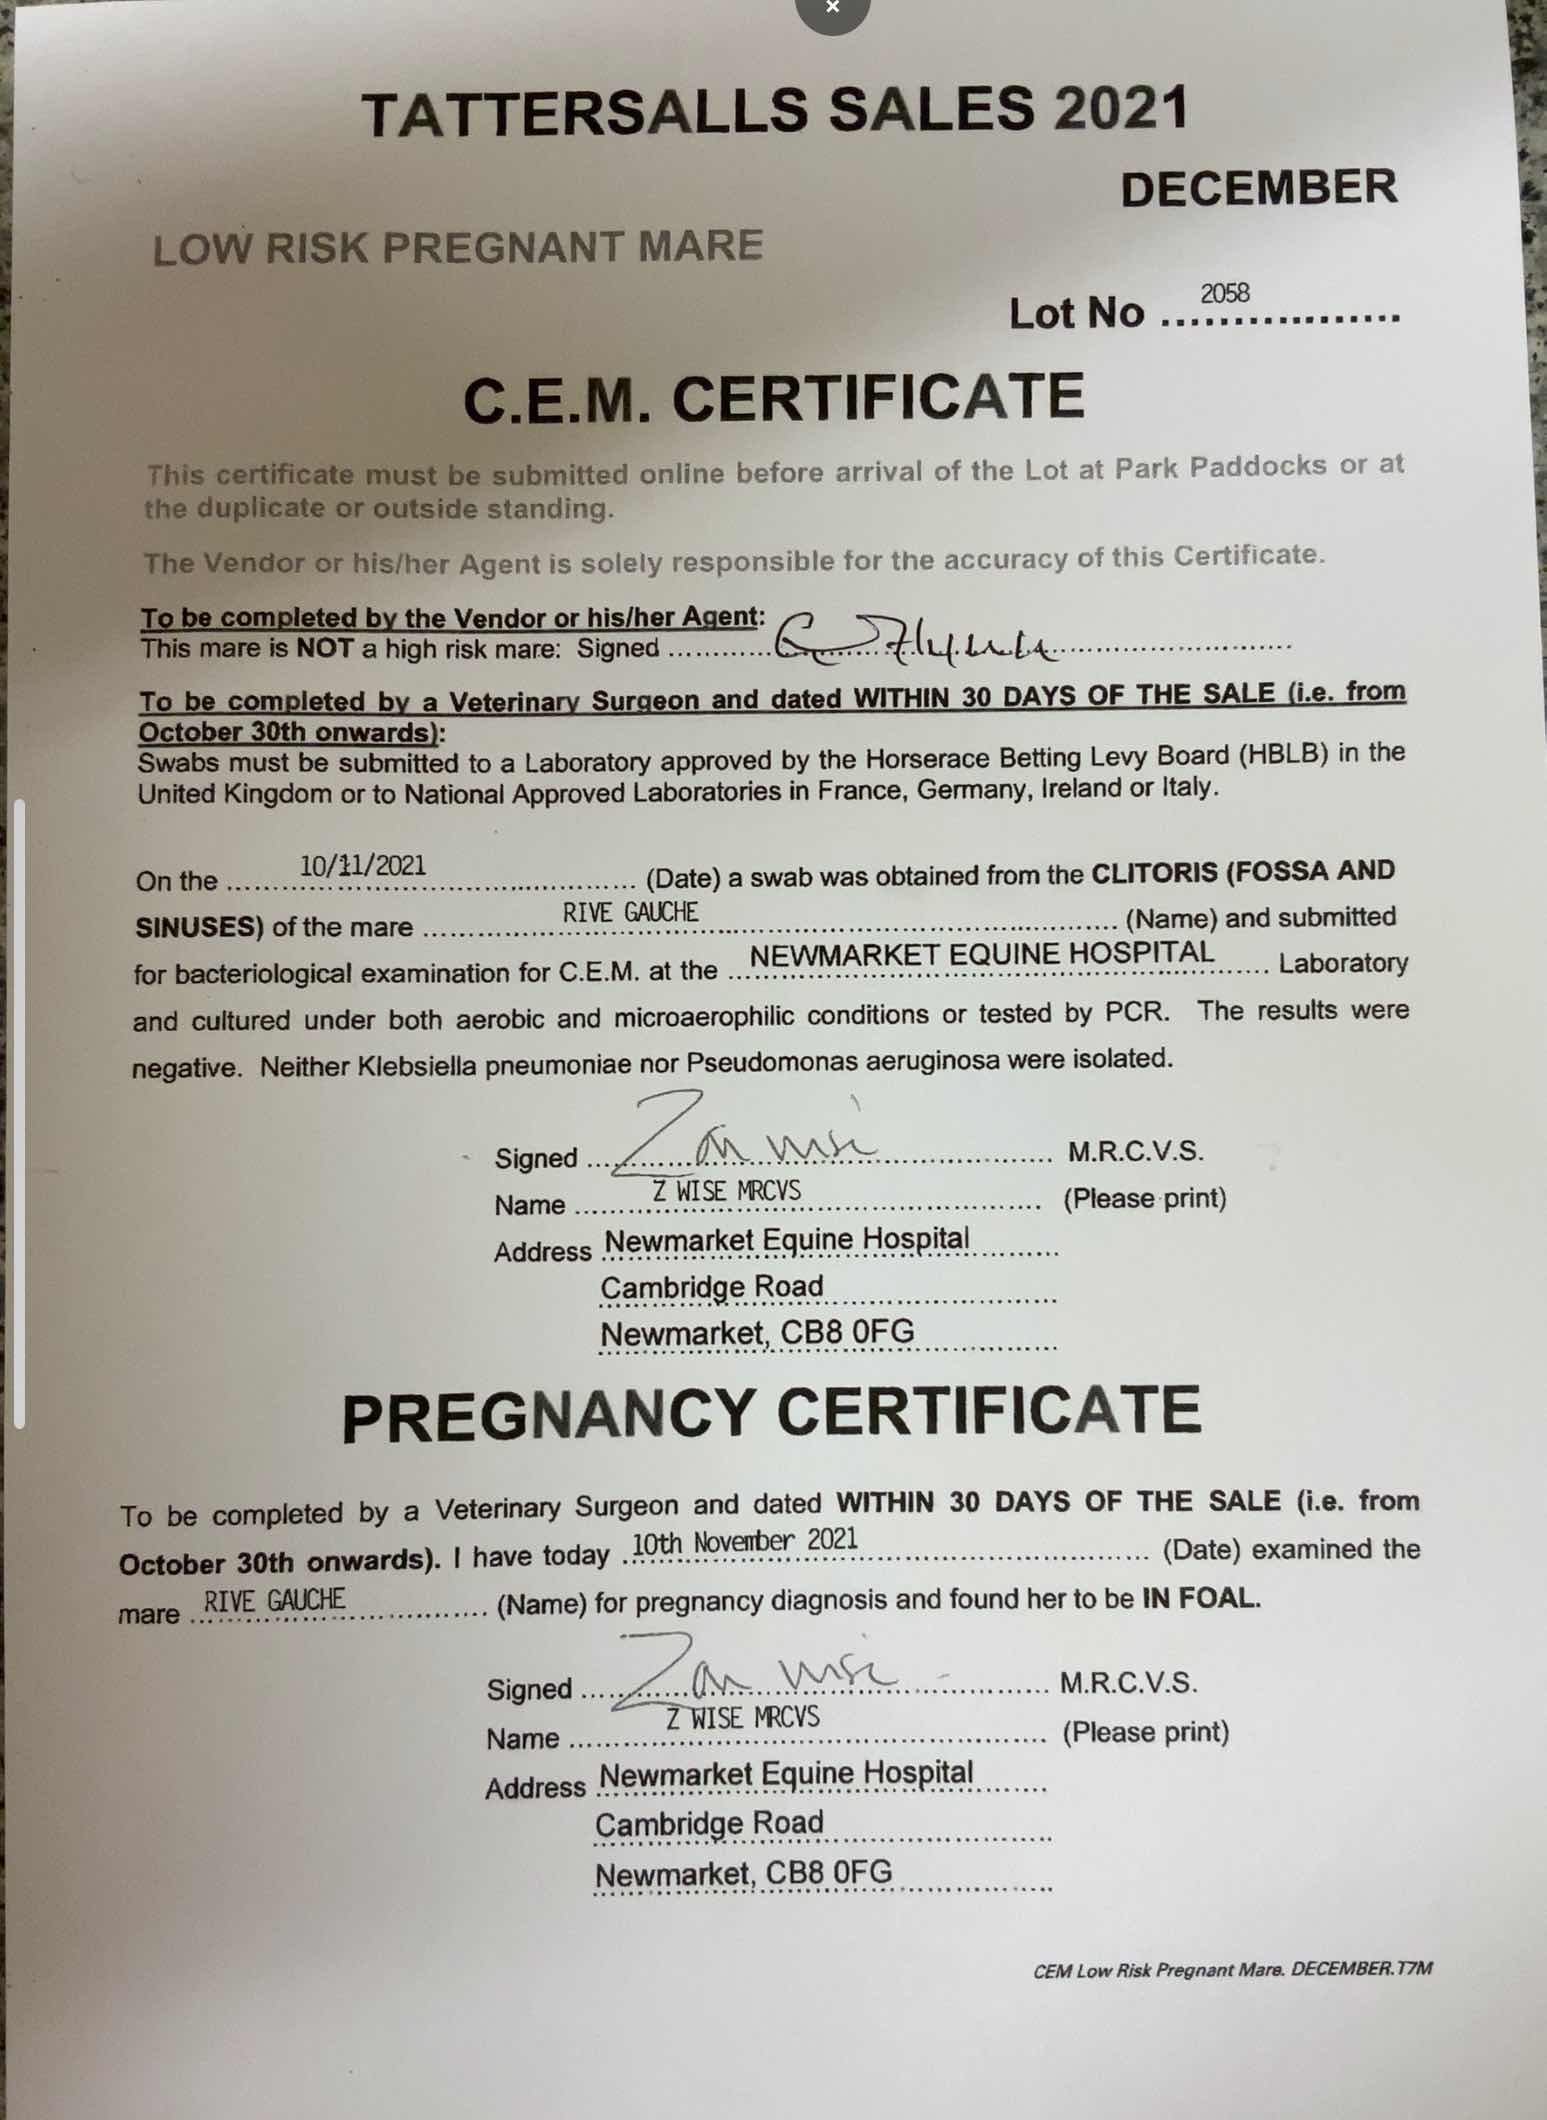 TATTERSALLS SALES 2021
DECEMBER
LOW RISK PREGNANT MARE
Lot No 2058
C.E.M. CERTIFICATE
This certificate must be submitted online before arrival of the Lot at Park Paddocks or at
the duplicate or outside standing.
The Vendor or his/her Agent is solely responsible for the accuracy of this Certificate.
To be completed by the Vendor or his/her Agent:
This mare is NOT a high risk mare: Signed
To be completed by a Veterinary Surgeon and dated WITHIN 30 DAYS OF THE SALE (i.e. from
October 30th onwards):
Swabs must be submitted to a Laboratory approved by the Horserace Betting Levy Board (HBLB) in the
United Kingdom or to National Approved Laboratories in France, Germany, Ireland or Italy.
On the 10/11/2021 (Date) a swab was obtained from the CLITORIS (FOSSA AND
SINUSES) of the mare RIVE GAUCHE (Name) and submitted
for bacteriological examination for C.E.M. at the NEWMARKET EQUINE HOSPITAL Laboratory
and cultured under both aerobic and microaerophilic conditions or tested by PCR. The results were
negative. Neither Klebsiella pneumoniae nor Pseudomonas aeruginosa were isolated.
Signed M.R.C.V.S.
Name Z WISE MRCVS (Please print)
Address Newmarket Equine Hospital
Cambridge Road
Newmarket, CB8 0FG
PREGNANCY CERTIFICATE
To be completed by a Veterinary Surgeon and dated WITHIN 30 DAYS OF THE SALE (i.e. from
October 30th onwards). I have today 10th November 2021 (Date) examined the
mare RIVE GAUCHE (Name) for pregnancy diagnosis and found her to be IN FOAL.
Signed M.R.C.V.S.
Name Z WISE MRCVS (Please print)
Address Newmarket Equine Hospital
Cambridge Road
Newmarket, CB8 0FG
CEM Low Risk Pregnant Mare. DECEMBER.T7M